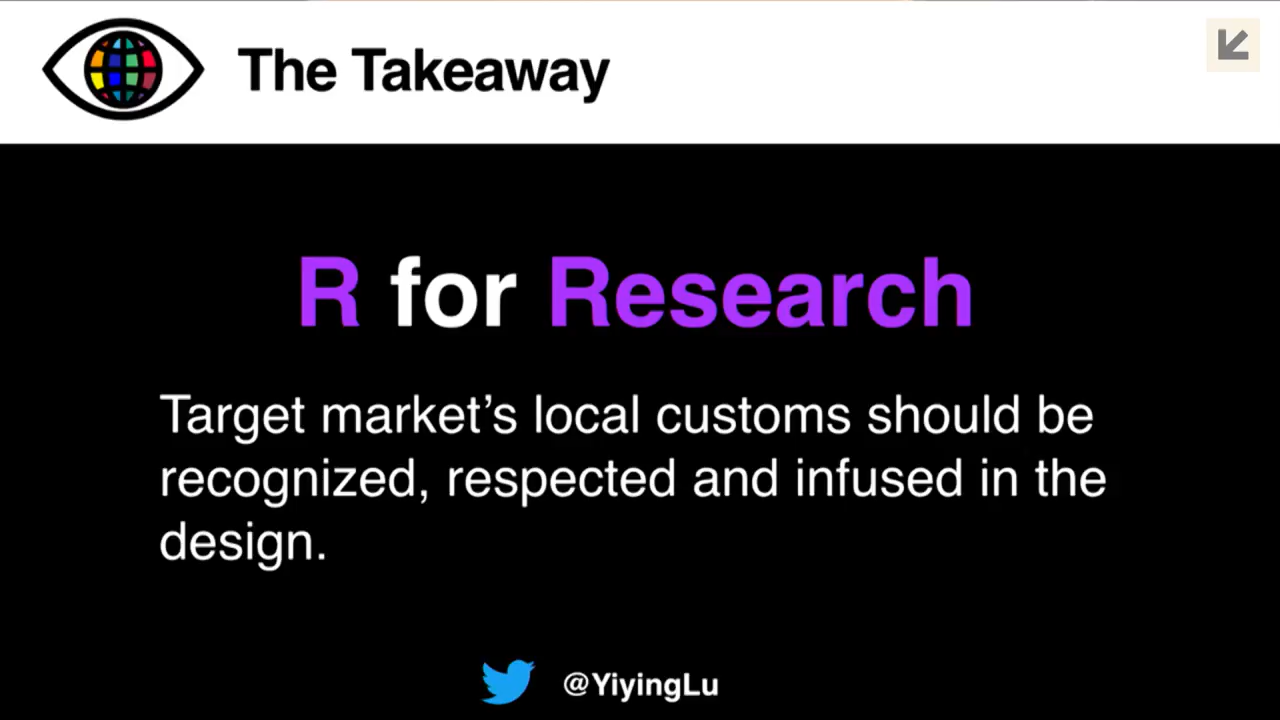 The Takeaway
R for Research
Target market’s local customs should be
recognized, respected and infused in the
design.
@YiyingLu